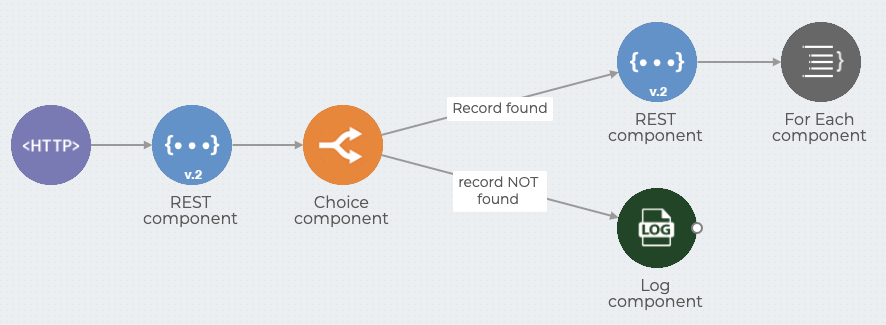 <HTTP>
{•••}
v.2
REST
component
Choice
component
Record found
record NOT
found
{•••}
v.2
REST
component
}
For Each
component
LOG
Log
component